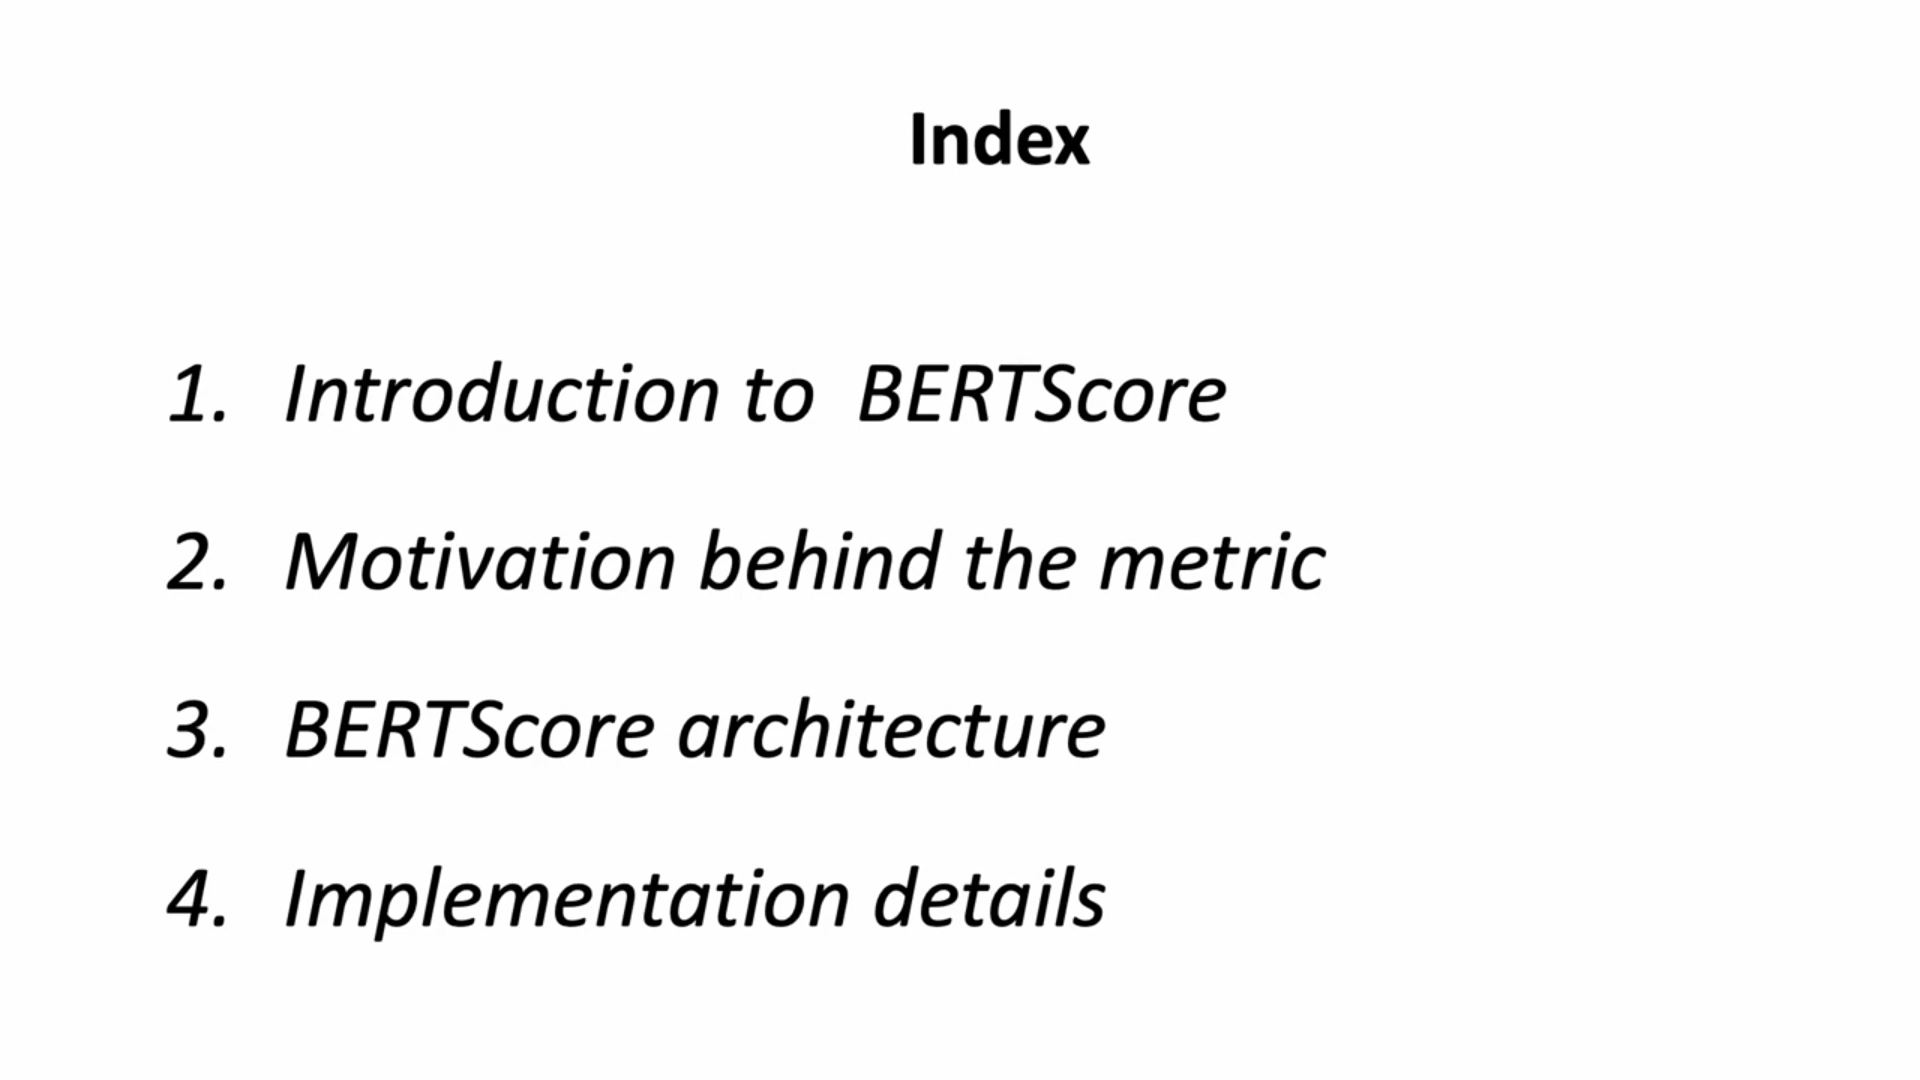 Index
1. Introduction to  BERTScore
2. Motivation behind the metric
3. BERTScore architecture
4. Implementation details